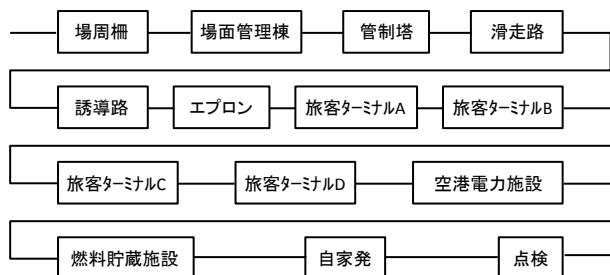 場周柵 場面管理棟 管制塔 滑走路
誘導路 エプロン 旅客ターミナルA 旅客ターミナルB
旅客ターミナルC 旅客ターミナルD 空港電力施設
燃料貯蔵施設 自家発 点検